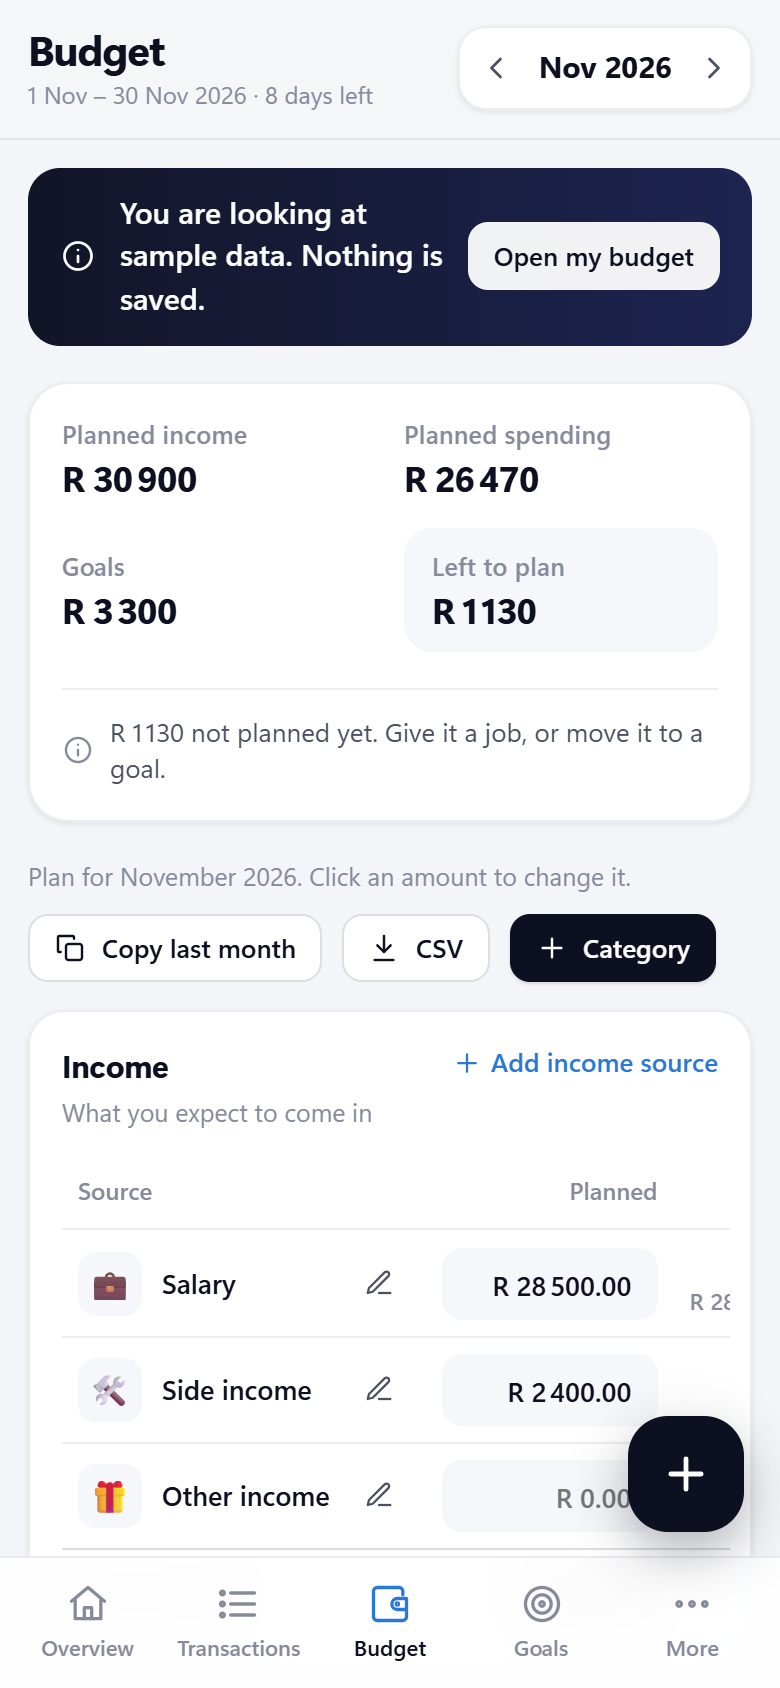 Budget
1 Nov – 30 Nov 2026 · 8 days left
Nov 2026
You are looking at
sample data. Nothing is
saved.
Open my budget
Planned income
R 30 900
Planned spending
R 26 470
Goals
R 3 300
Left to plan
R 1130
R 1130 not planned yet. Give it a job, or move it to a
goal.
Plan for November 2026. Click an amount to change it.
Copy last month
CSV
Category
Income
Add income source
What you expect to come in
Source
Planned
Salary
R 28 500.00
R 28
Side income
R 2 400.00
Other income
R 0.00
Overview
Transactions
Budget
Goals
More